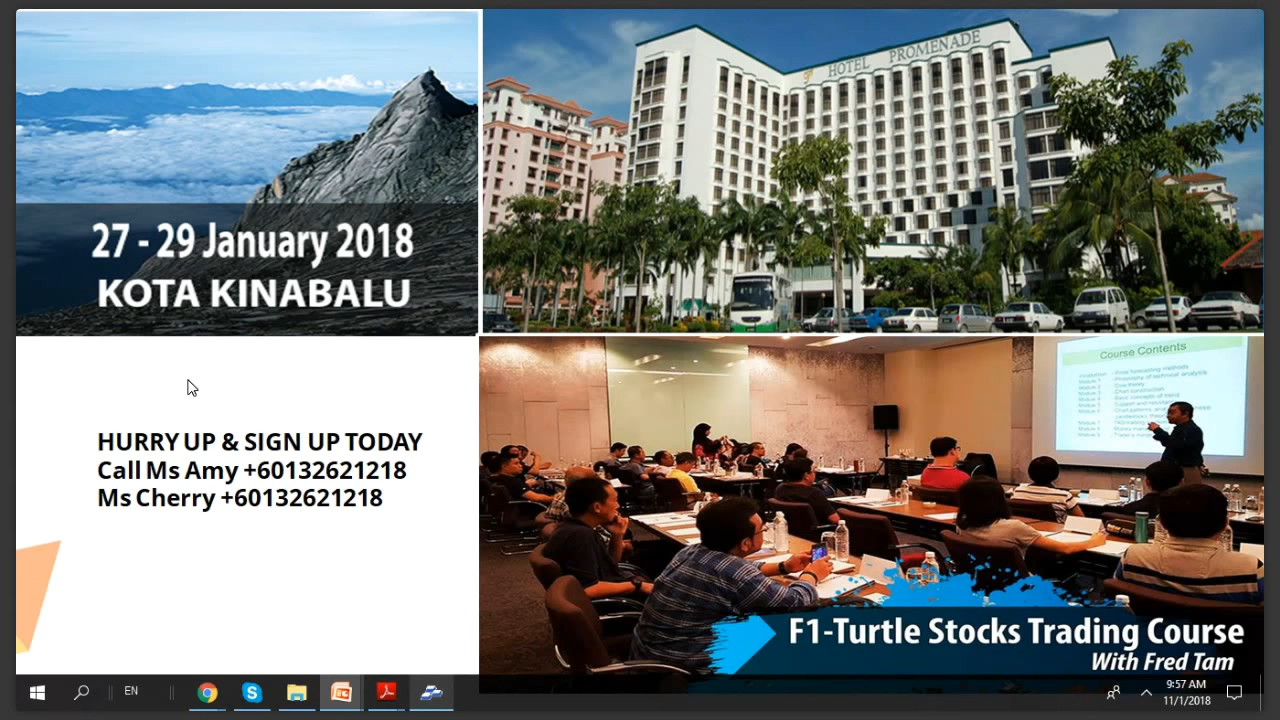 27 - 29 January 2018
KOTA KINABALU
HOTEL PROMENADE
HURRY UP & SIGN UP TODAY
Call Ms Amy +60132621218
Ms Cherry +60132621218
Course Contents
F1-Turtle Stocks Trading Course
With Fred Tam
EN
9:57 AM
11/1/2018